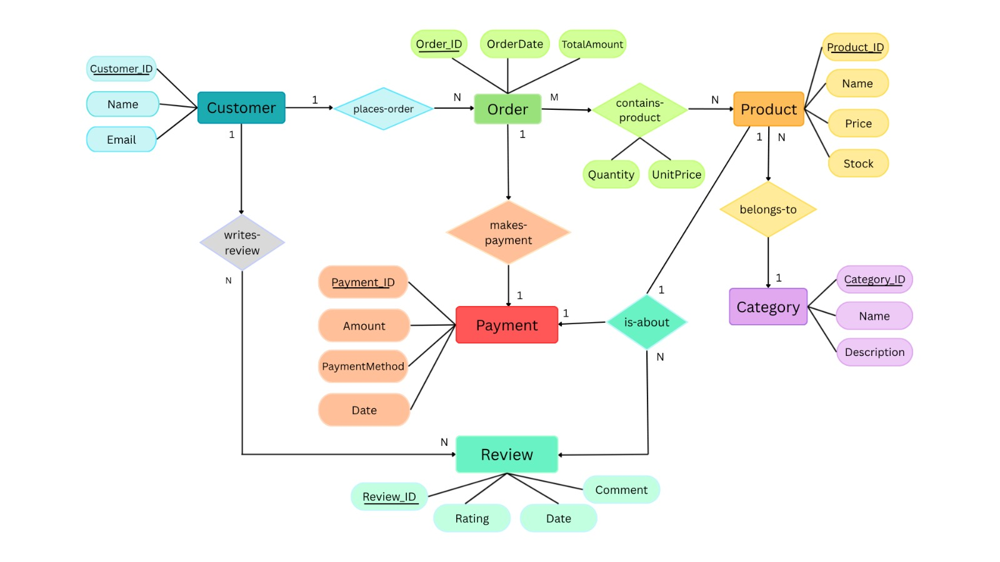 Order_ID
OrderDate
TotalAmount
Product_ID
Customer_ID
Name
Name
Email
Customer
1
places-order
N
Order
M
contains-
product
N
Product
Price
Stock
1
1
1
N
Quantity
UnitPrice
belongs-to
writes-
review
makes-
payment
N
Payment_ID
Amount
PaymentMethod
Date
1
Payment
1
is-about
1
N
1
Category
Category_ID
Name
Description
N
Review
Review_ID
Rating
Date
Comment